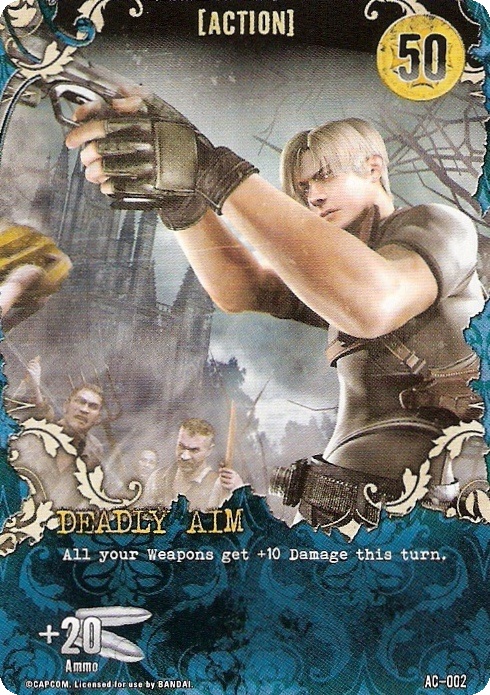 [ACTION]
50
DEADLY AIM
All your Weapons get +10 Damage this turn.
+20
Ammo
©CAPCOM. Licensed for use by BANDAI.
AC-002